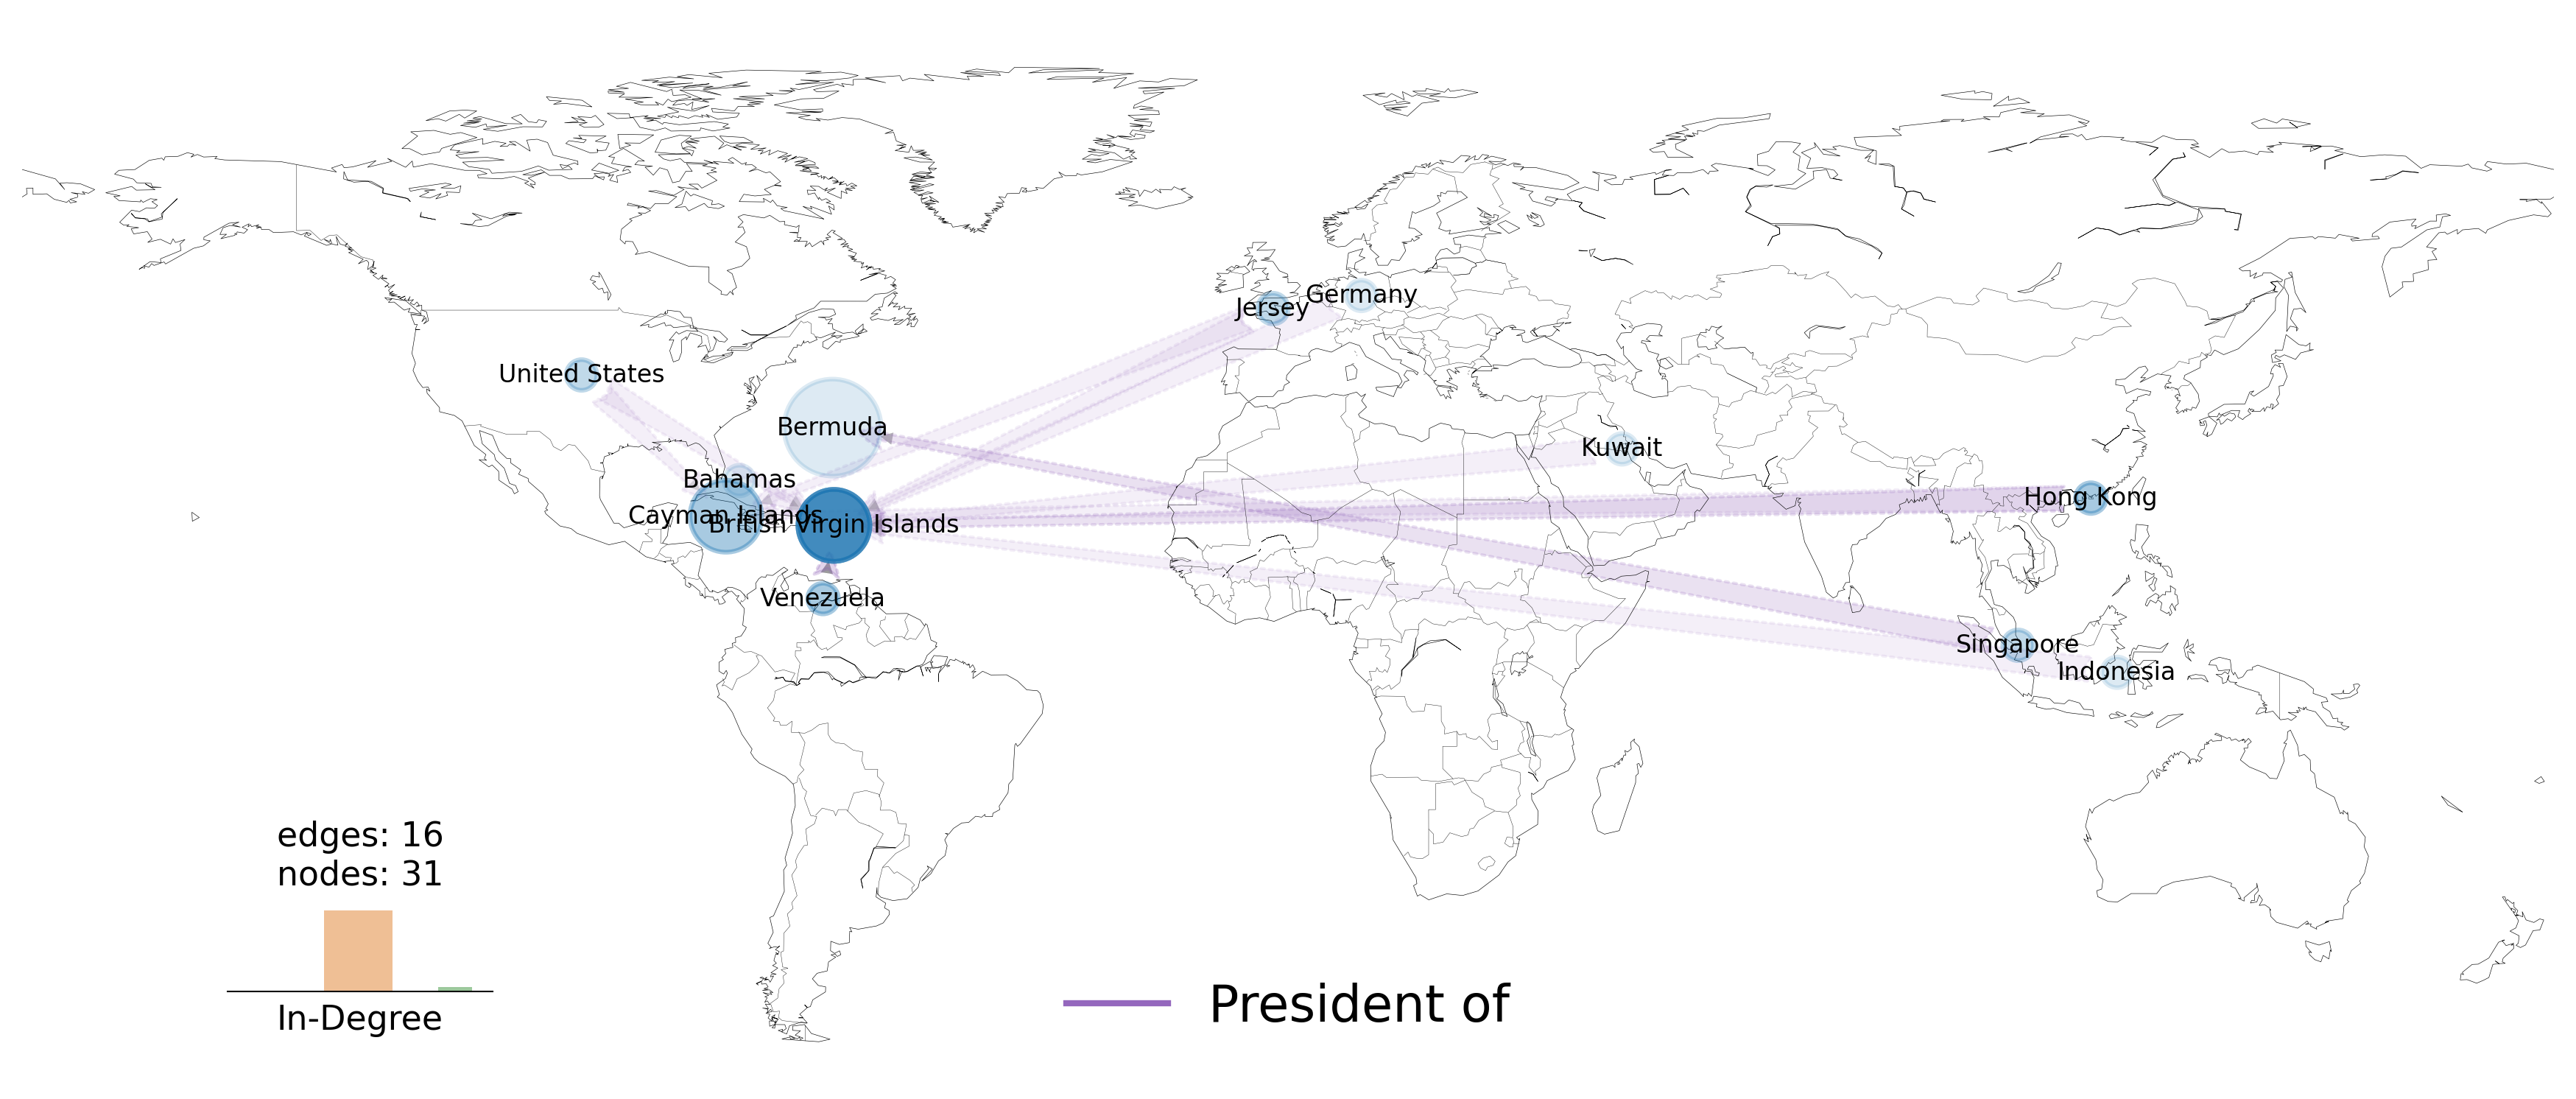 Jersey
Germany
United States
Bermuda
Kuwait
Bahamas
Hong Kong
Cayman Islands
British Virgin Islands
Venezuela
Singapore
Indonesia
edges: 16
nodes: 31
In-Degree
President of